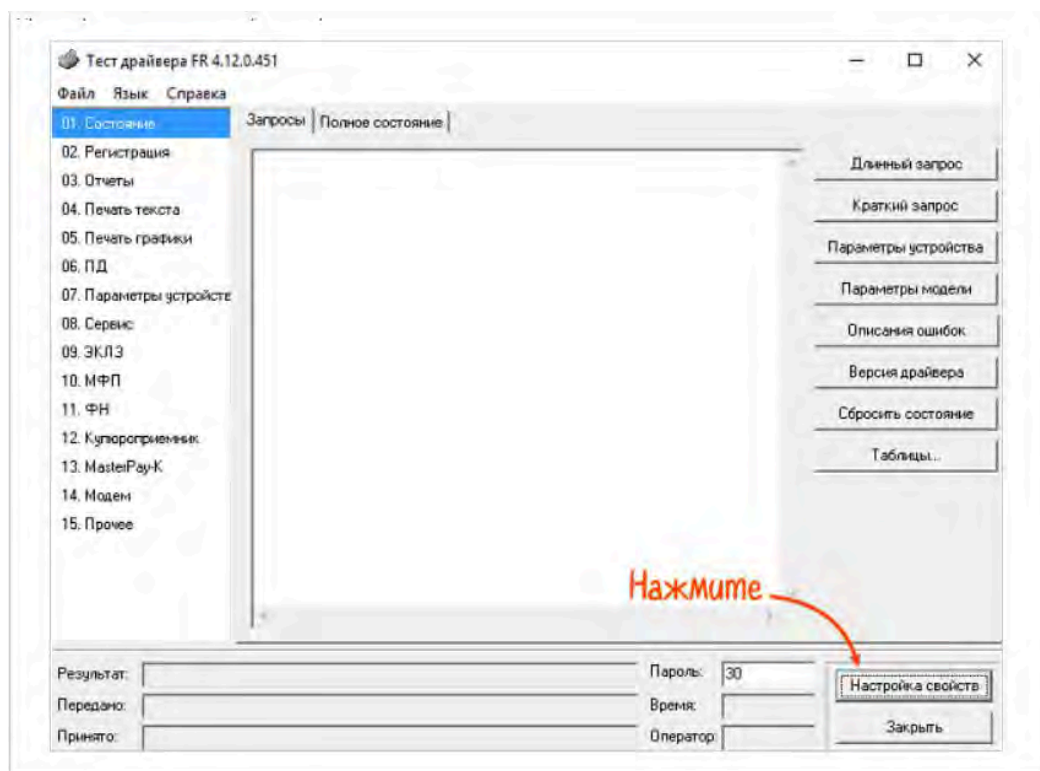 Тест драйвера FR 4.12.0.451
Файл Язык Справка
01. Состояние
02. Регистрация
03. Отчеты
04. Печать текста
05. Печать графики
06. ПД
07. Параметры устройств
08. Сервис
09. ЭКЛЗ
10. МФП
11. ФН
12. Купюроприемник
13. MasterPay-K
14. Модем
15. Прочее
Запросы Полное состояние
Длинный запрос
Краткий запрос
Параметры устройства
Параметры модели
Описания ошибок
Версия драйвера
Сбросить состояние
Таблицы...
Нажмите
Результат:
Передано:
Принято:
Пароль: 30
Время:
Оператор:
Настройка свойств
Закрыть